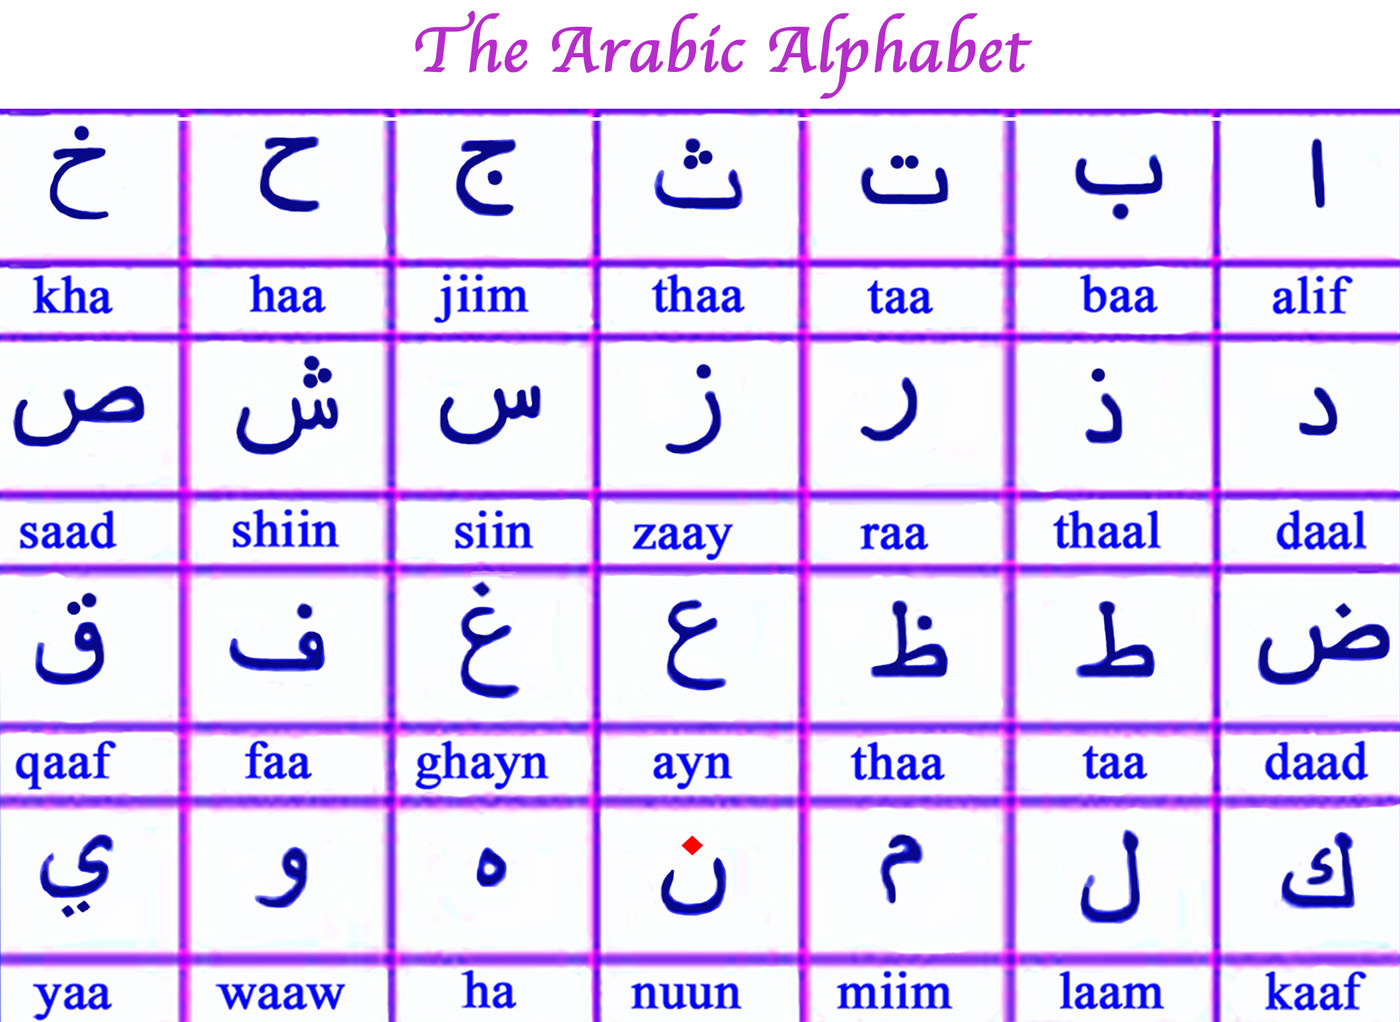 The Arabic Alphabet
ا ب ت ث ج ح خ
alif baa taa thaa jiim haa kha
د ذ ر ز س ش ص
daal thaal raa zaay siin shiin saad
ض ط ظ ع غ ف ق
daad taa thaa ayn ghayn faa qaaf
ك ل م ن ه و ي
kaaf laam miim nuun ha waaw yaa